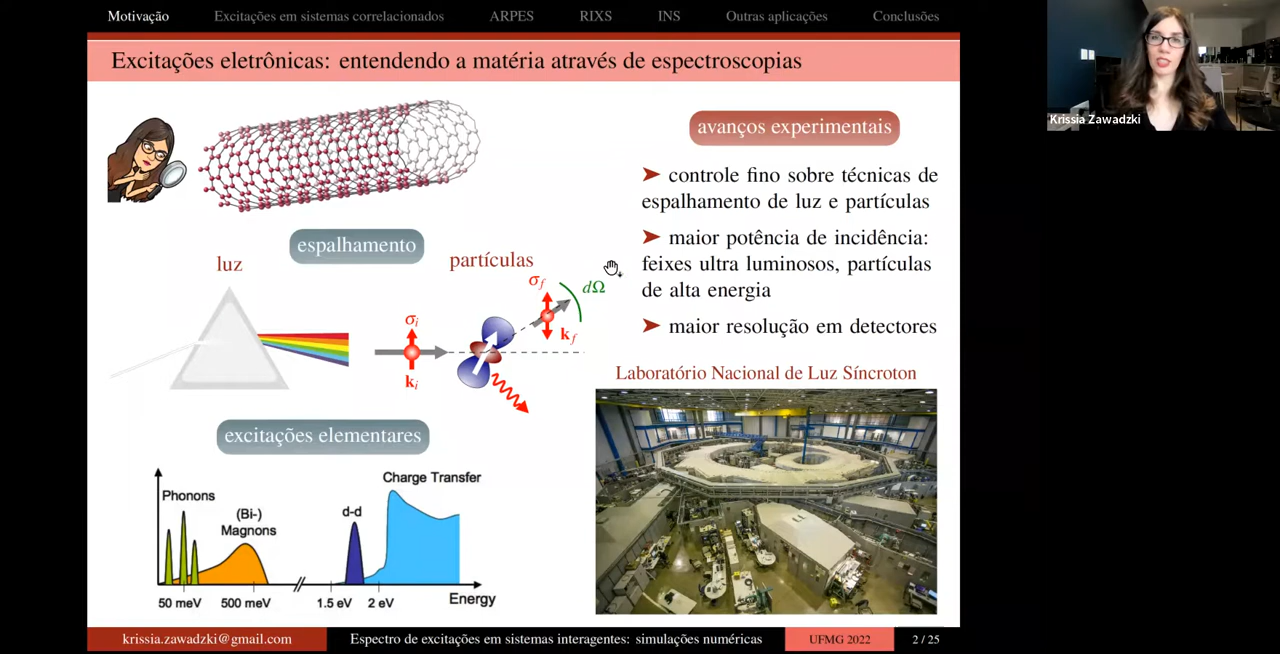 Motivação Excitações em sistemas correlacionados ARPES RIXS INS Outras aplicações Conclusões
Excitações eletrônicas: entendendo a matéria através de espectroscopias
Krissia Zawadzki
avanços experimentais
➤ controle fino sobre técnicas de
espalhamento de luz e partículas
➤ maior potência de incidência:
feixes ultra luminosos, partículas
de alta energia
➤ maior resolução em detectores
espalhamento
luz
partículas
σi
ki
σf
dΩ
kf
Laboratório Nacional de Luz Síncroton
excitações elementares
Phonons
(Bi-)
Magnons
d-d
Charge Transfer
50 meV 500 meV 1.5 eV 2 eV Energy
krissia.zawadzki@gmail.com Espectro de excitações em sistemas interagentes: simulações numéricas UFMG 2022 2 / 25